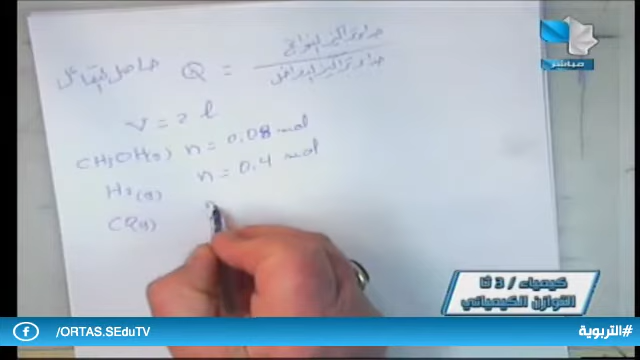 حاصل التفاعل Q = جداء تراكيز النواتج / جداء تراكيز المواد
V = 2 l
CH3OH(g) n = 0.08 mol
H2(g) n = 0.4 mol
CO(g) n
مباشر
كيمياء / 3 ثا
التوازن الكيميائي
/ORTAS.SEduTV
#التربوية